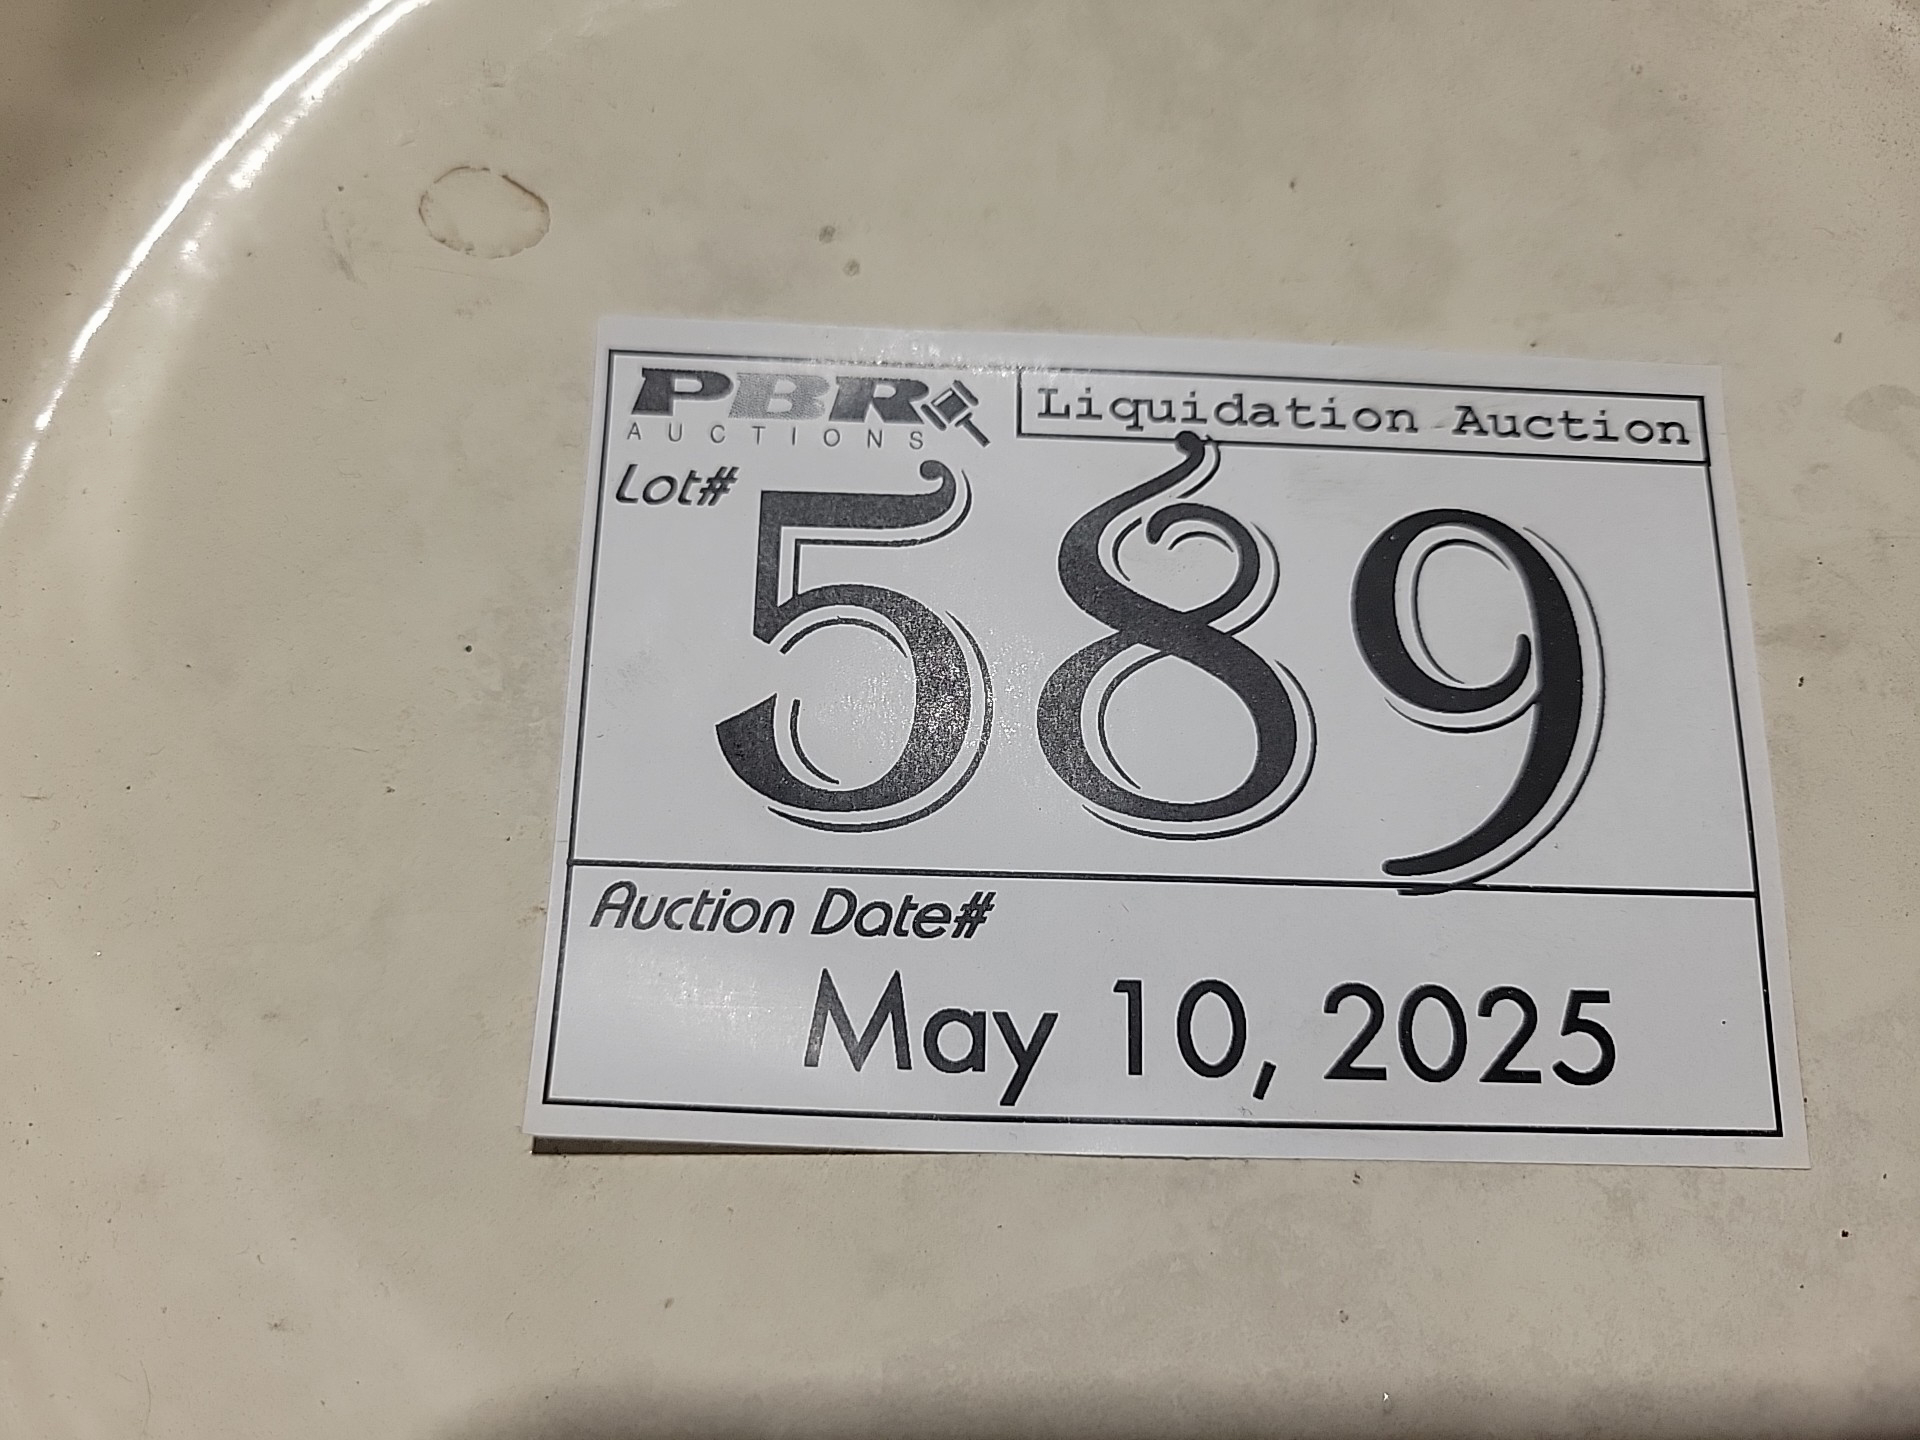 PBR
AUCTIONS
Liquidation Auction
Lot#
589
Auction Date#
May 10, 2025